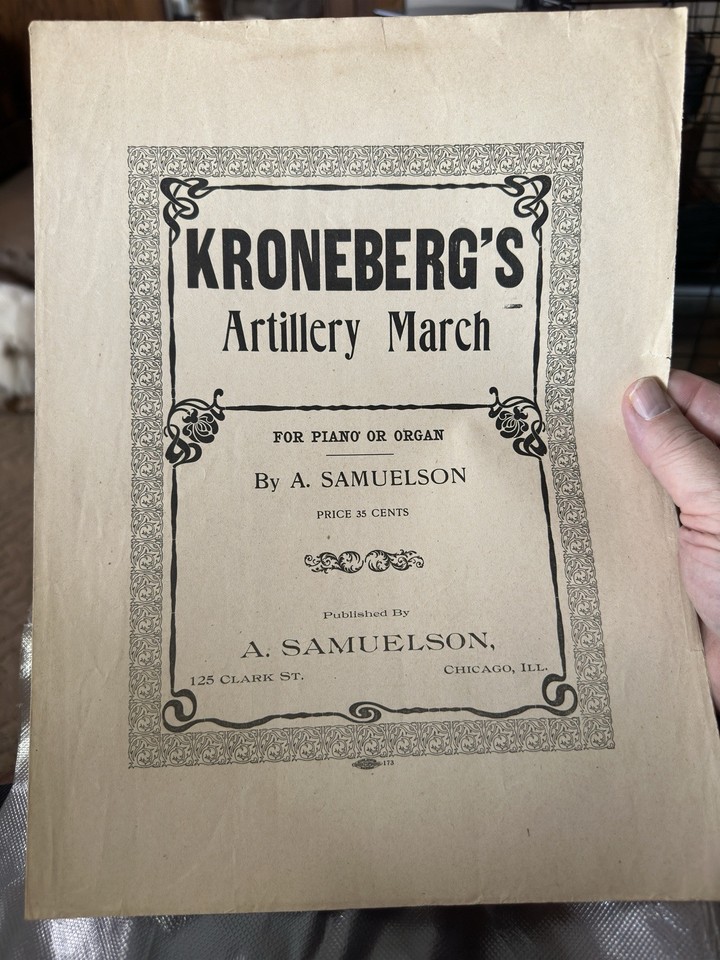 KRONEBERG'S
Artillery March
FOR PIANO OR ORGAN
By A. SAMUELSON
PRICE 35 CENTS
Published By
A. SAMUELSON,
125 CLARK ST. CHICAGO, ILL.
173